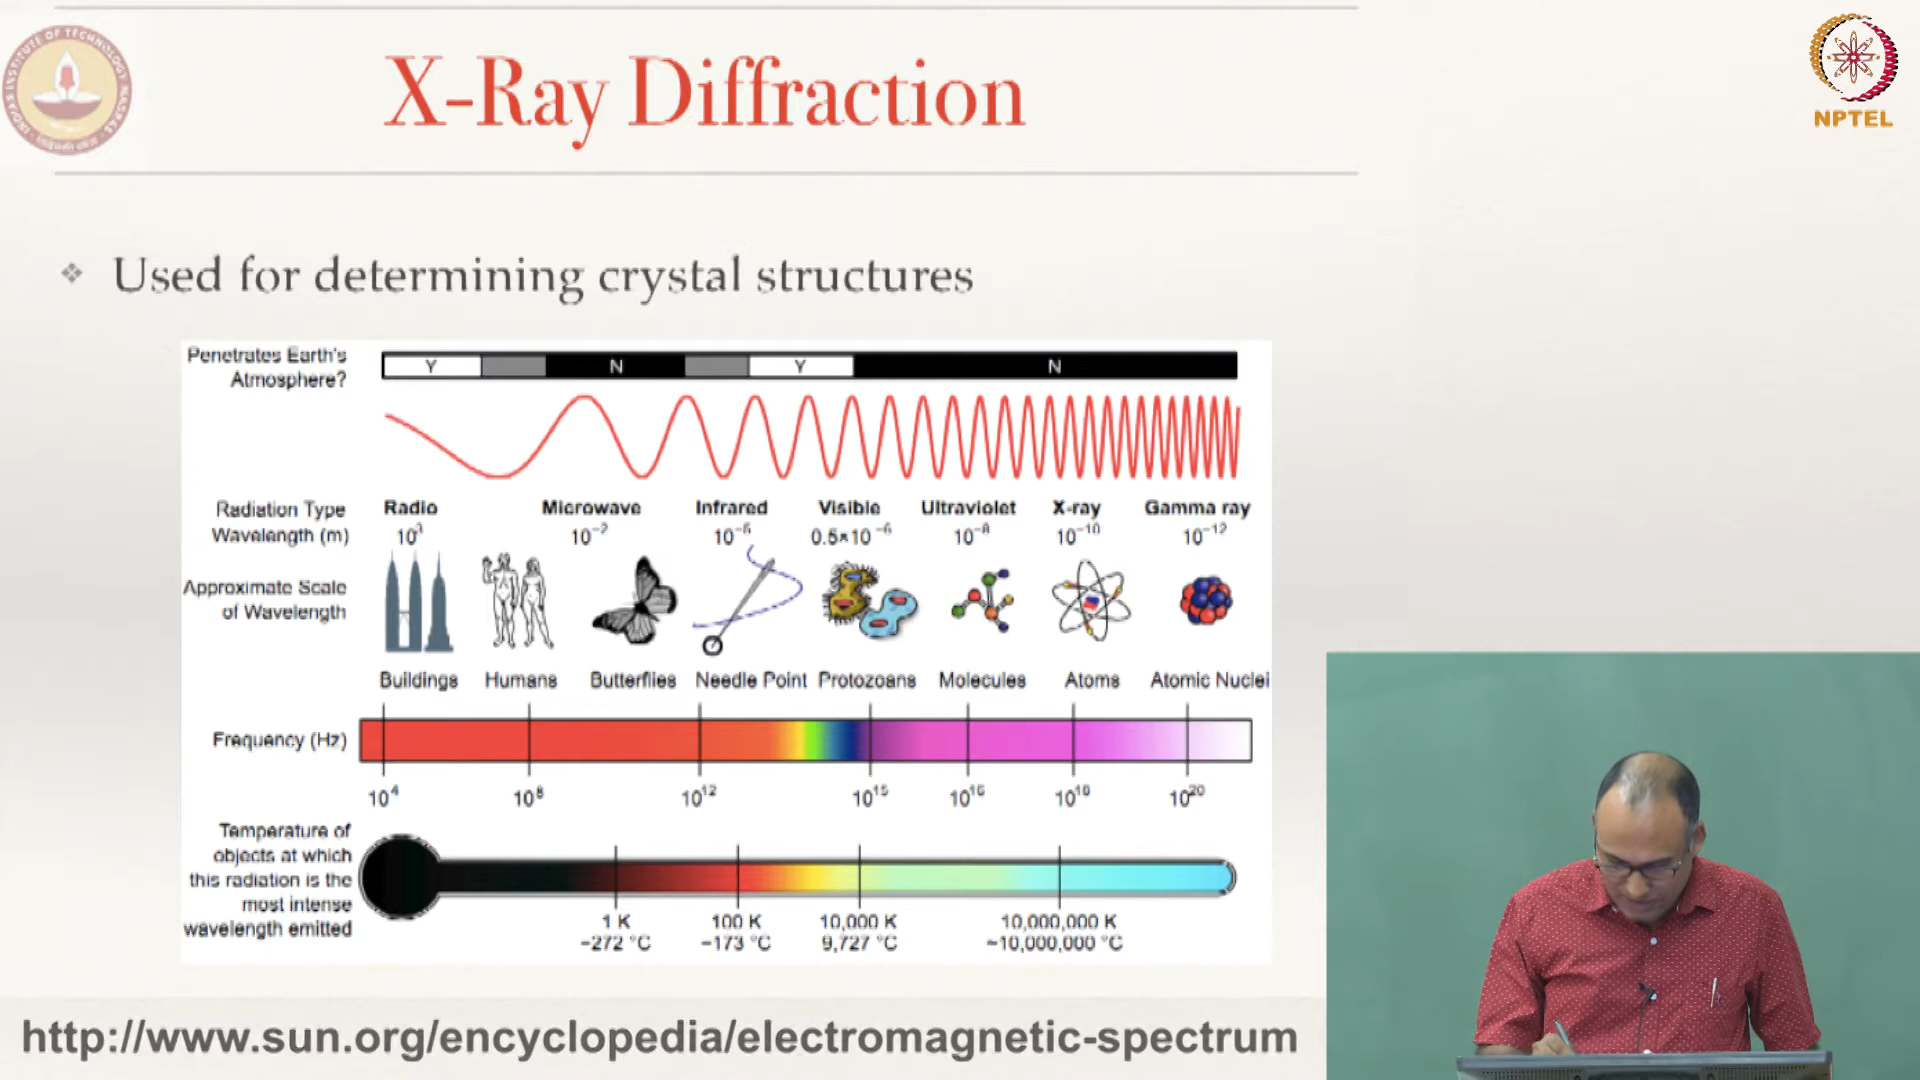 X-Ray Diffraction
NPTEL
❖ Used for determining crystal structures
Penetrates Earth's
Atmosphere?
Y N Y N
Radiation Type Radio Microwave Infrared Visible Ultraviolet X-ray Gamma ray
Wavelength (m) 10³ 10⁻² 10⁻⁵ 0.5×10⁻⁶ 10⁻⁸ 10⁻¹⁰ 10⁻¹²
Approximate Scale
of Wavelength
Buildings Humans Butterflies Needle Point Protozoans Molecules Atoms Atomic Nuclei
Frequency (Hz)
10⁴ 10⁸ 10¹² 10¹⁵ 10¹⁶ 10¹⁸ 10²⁰
Temperature of
objects at which
this radiation is the
most intense
wavelength emitted
1 K 100 K 10,000 K 10,000,000 K
−272 °C −173 °C 9,727 °C ~10,000,000 °C
http://www.sun.org/encyclopedia/electromagnetic-spectrum